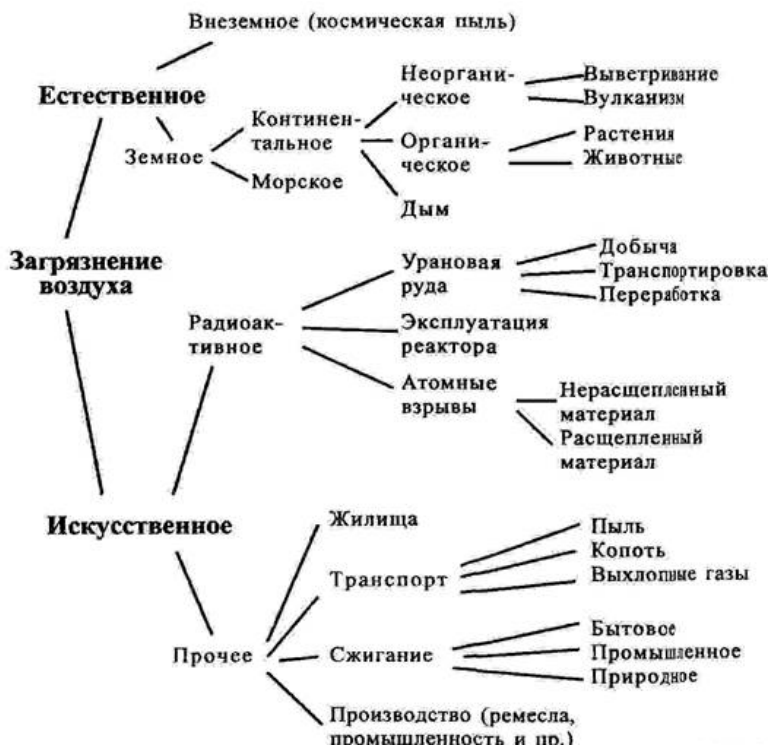 Внеземное (космическая пыль)
Естественное
Неоргани-
ческое
Выветривание
Вулканизм
Континен-
тальное
Земное
Органи-
ческое
Растения
Животные
Морское
Дым
Загрязнение
воздуха
Урановая
руда
Добыча
Транспортировка
Переработка
Радиоак-
тивное
Эксплуатация
реактора
Атомные
взрывы
Нерасщепленный
материал
Расщепленный
материал
Искусственное
Жилища
Транспорт
Пыль
Копоть
Выхлопные газы
Прочее
Сжигание
Бытовое
Промышленное
Природное
Производство (ремесла,
промышленность и пр.)